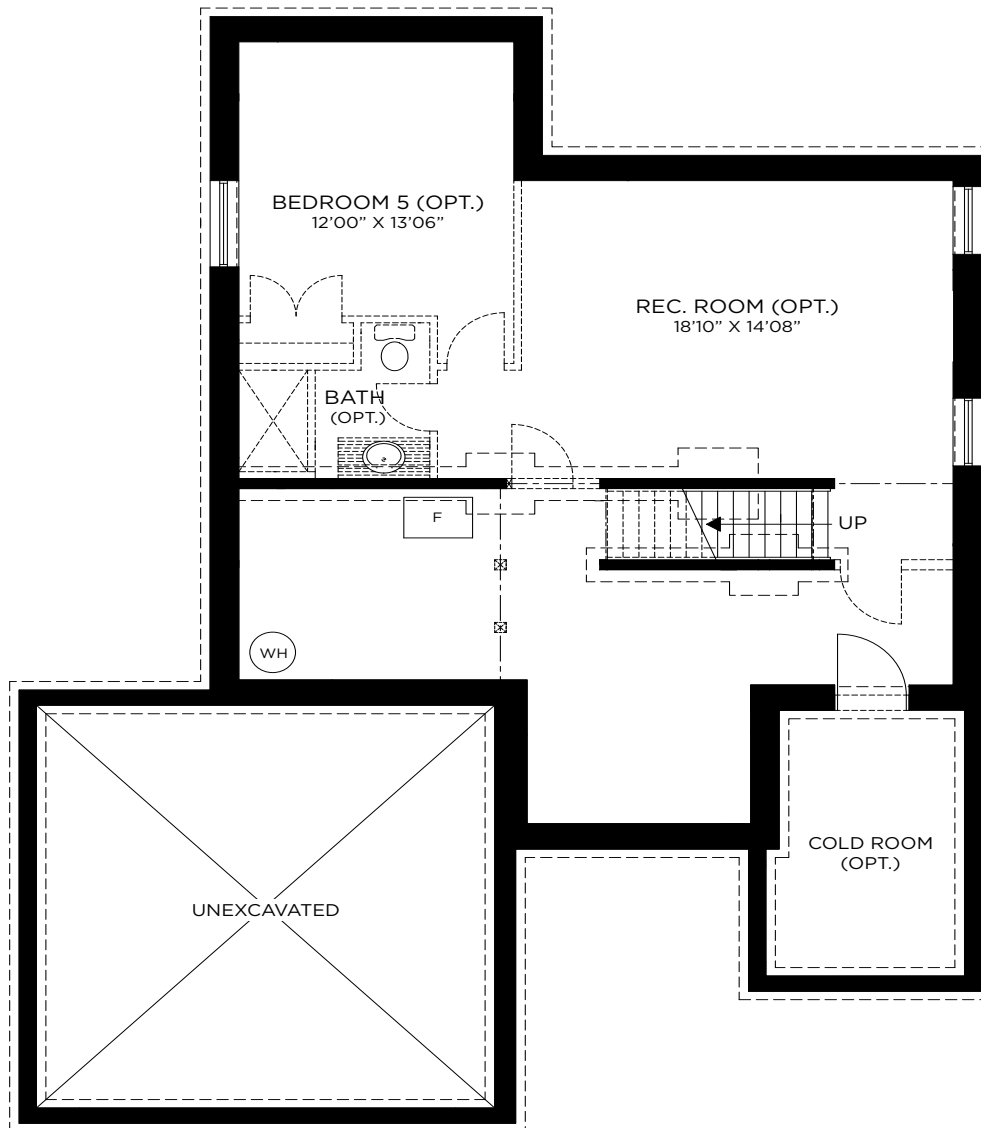 BEDROOM 5 (OPT.)
12’00” X 13’06”
REC. ROOM (OPT.)
18’10” X 14’08”
BATH
(OPT.)
F
UP
WH
COLD ROOM
(OPT.)
UNEXCAVATED